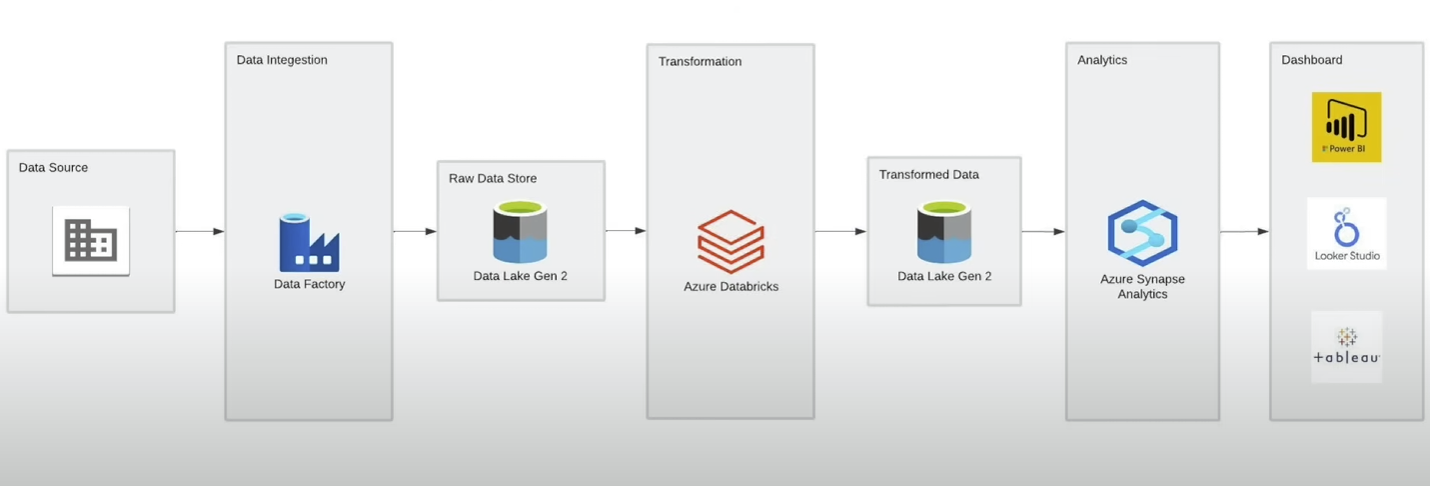 Data Source
Data Integestion
Data Factory
Raw Data Store
Data Lake Gen 2
Transformation
Azure Databricks
Transformed Data
Data Lake Gen 2
Analytics
Azure Synapse
Analytics
Dashboard
Power BI
Looker Studio
+ableau